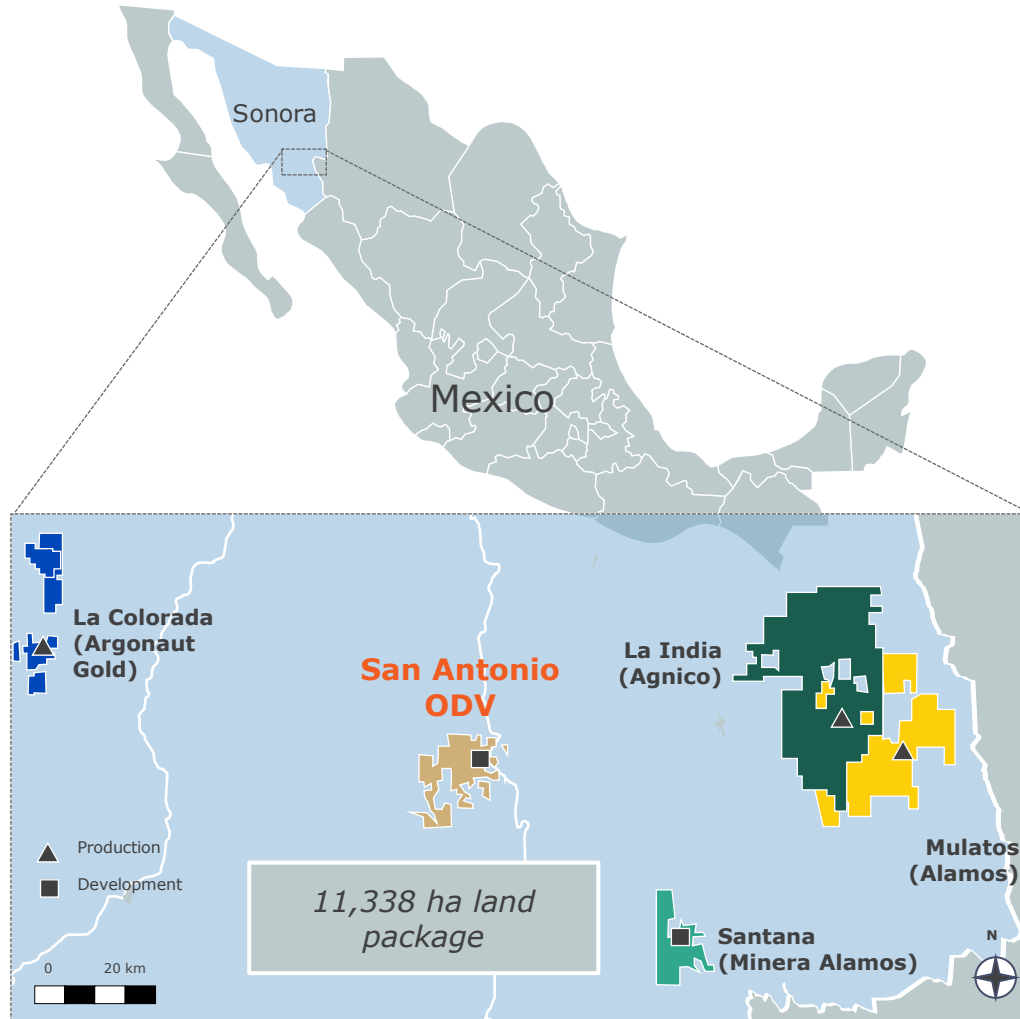 Sonora
Mexico
La Colorada
(Argonaut
Gold)
San Antonio
ODV
La India
(Agnico)
Mulatos
(Alamos)
Santana
(Minera Alamos)
Production
Development
11,338 ha land
package
0 20 km
N